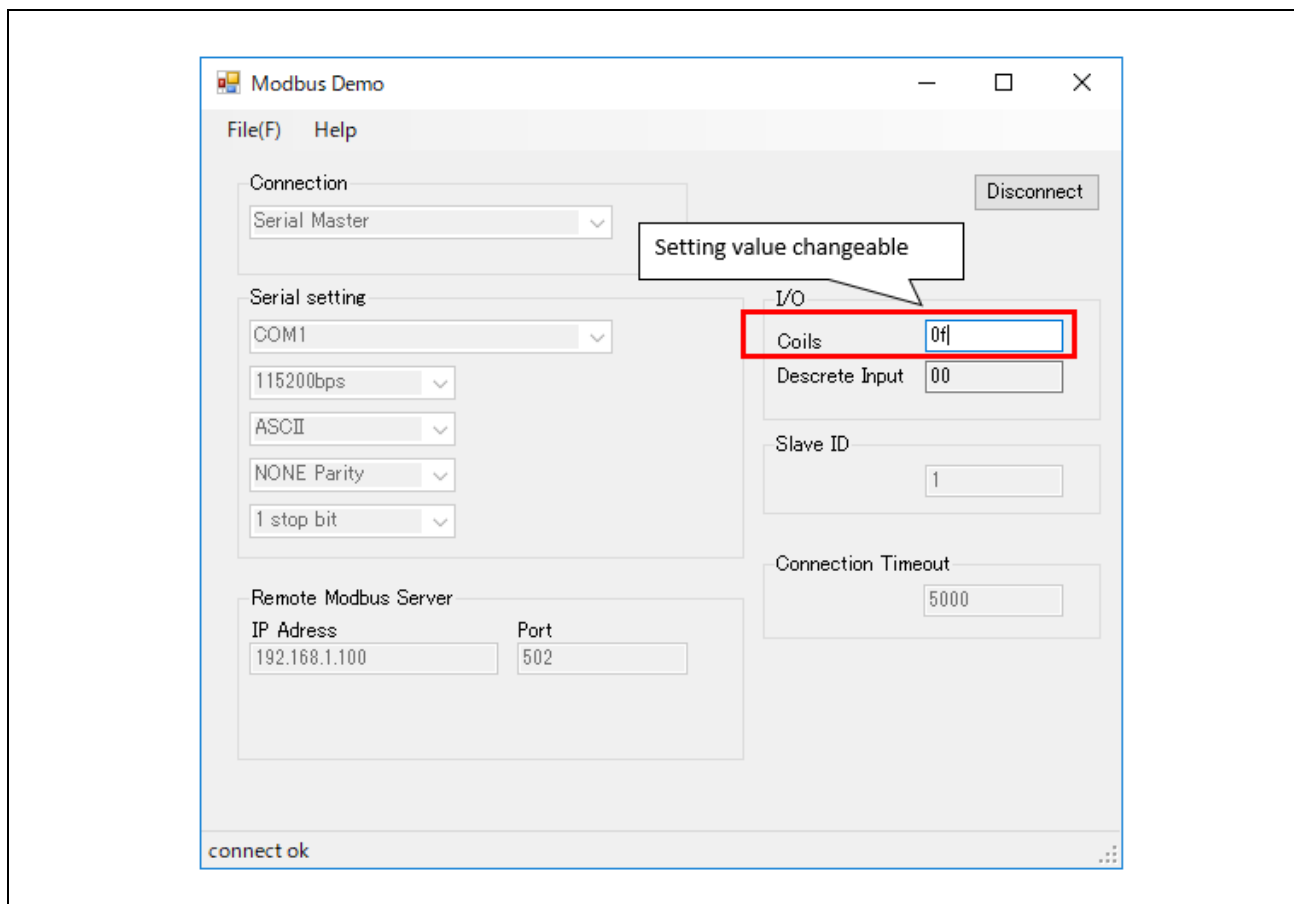 Modbus Demo
File(F) Help
Connection
Serial Master
Disconnect
Setting value changeable
Serial setting
COM1
115200bps
ASCII
NONE Parity
1 stop bit
I/O
Coils 0f
Descrete Input 00
Slave ID
1
Connection Timeout
5000
Remote Modbus Server
IP Adress Port
192.168.1.100 502
connect ok